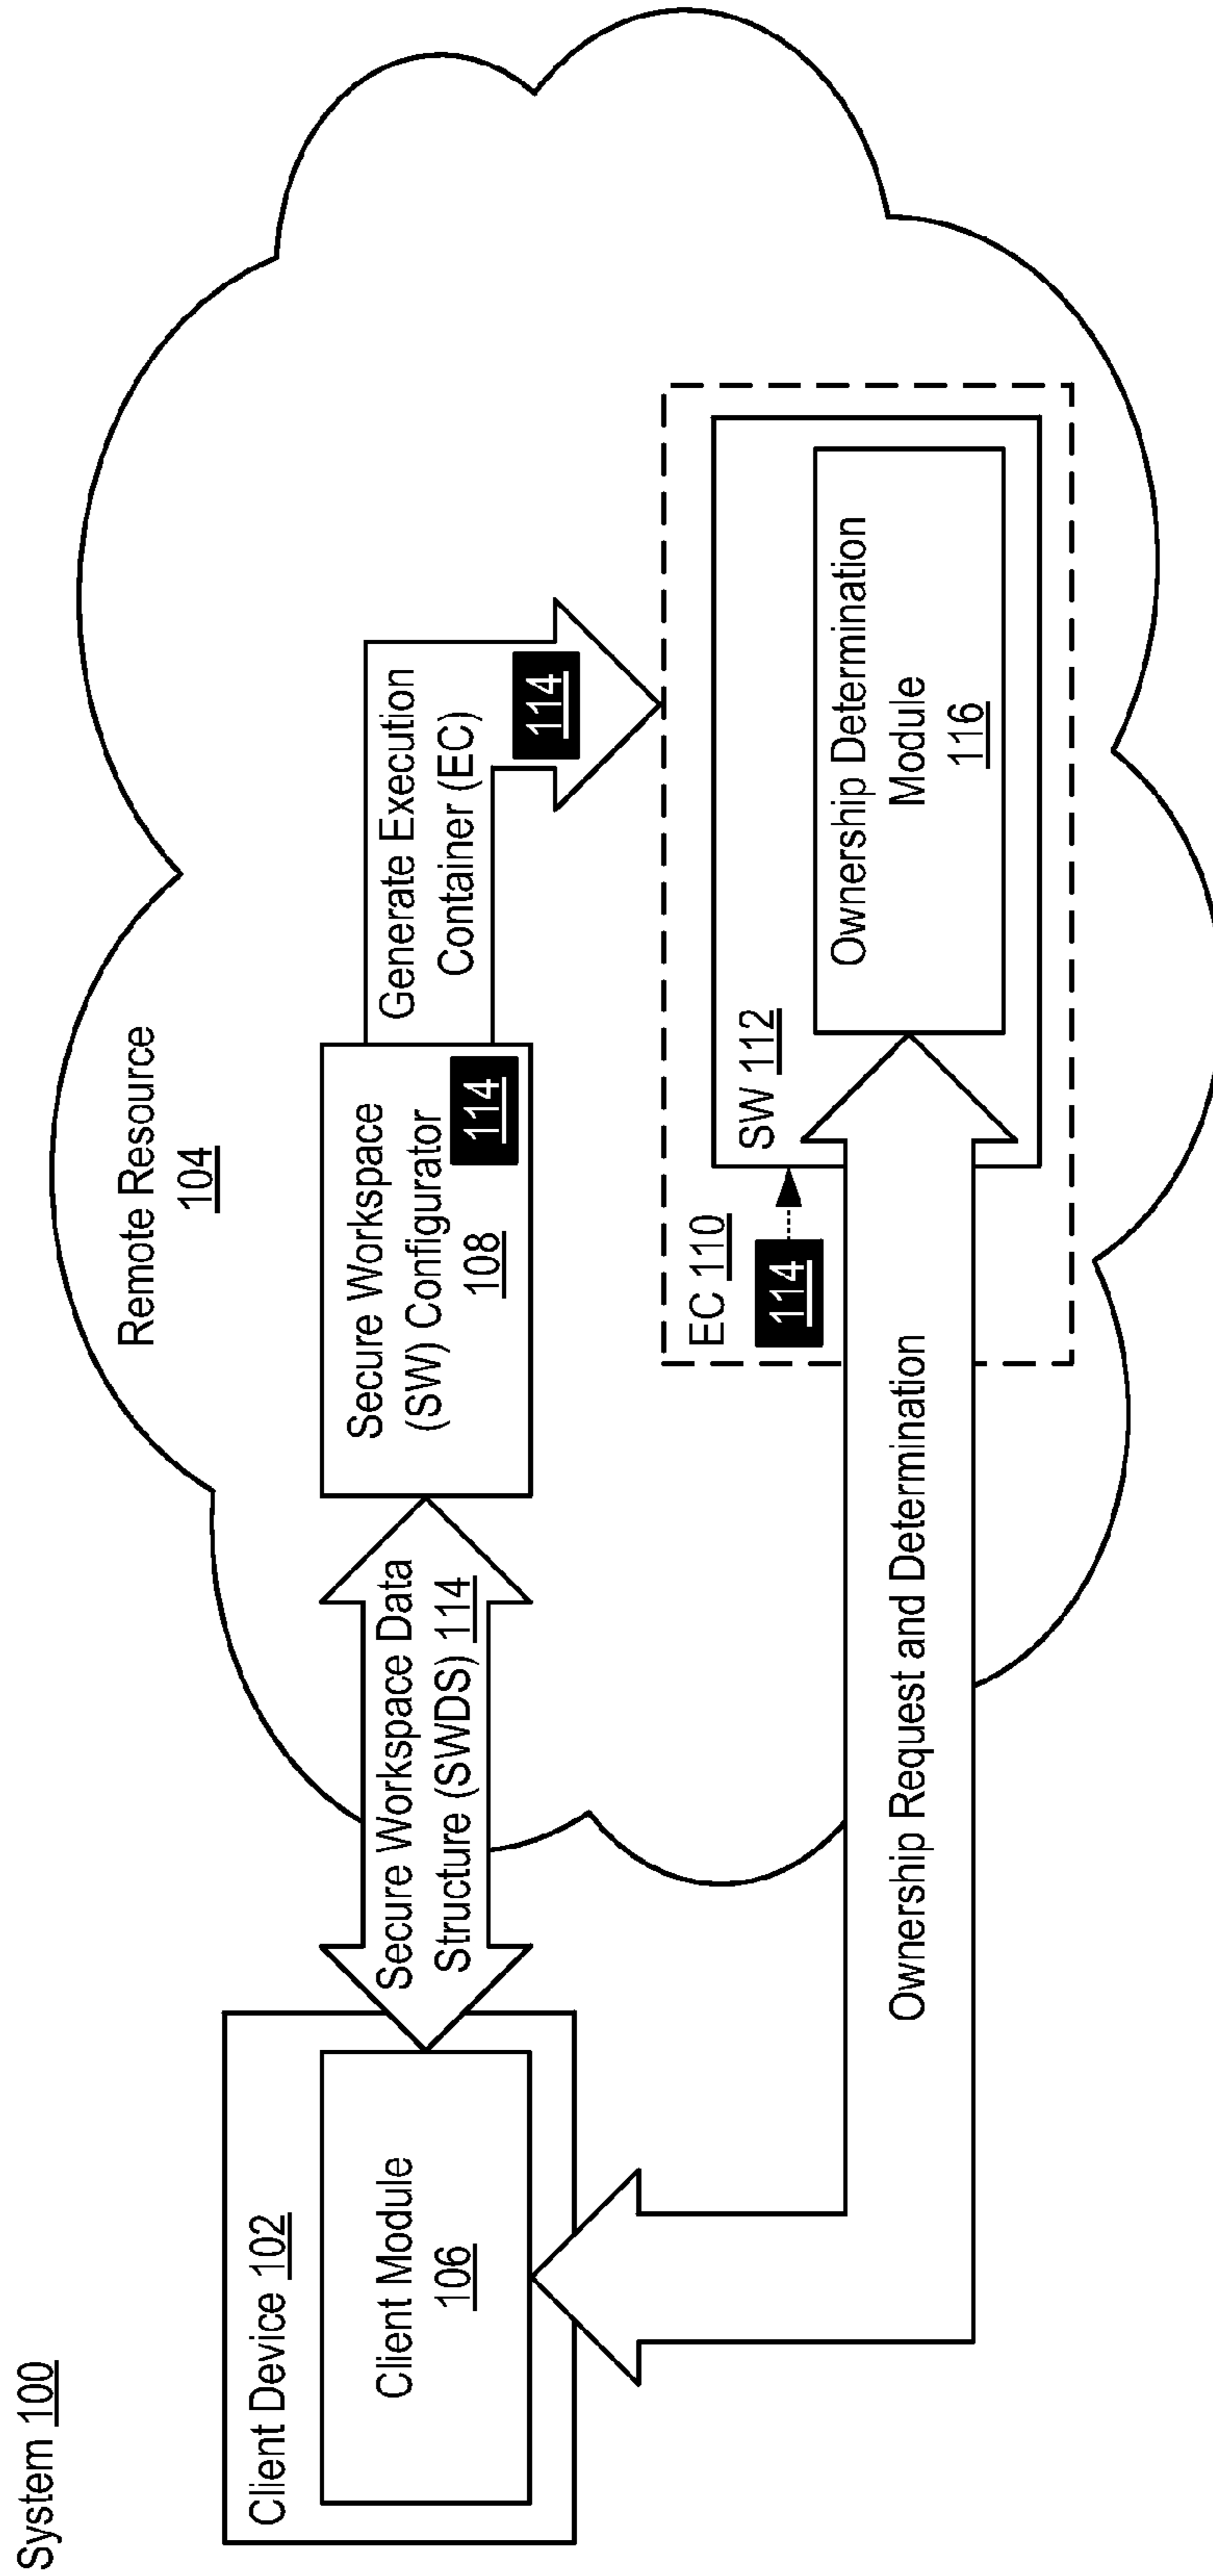 System 100
Client Device 102
Client Module
106
Secure Workspace Data
Structure (SWDS) 114
Remote Resource
104
Secure Workspace
(SW) Configurator
108
114
Generate Execution
Container (EC)
114
EC 110
114
SW 112
Ownership Determination
Module
116
Ownership Request and Determination